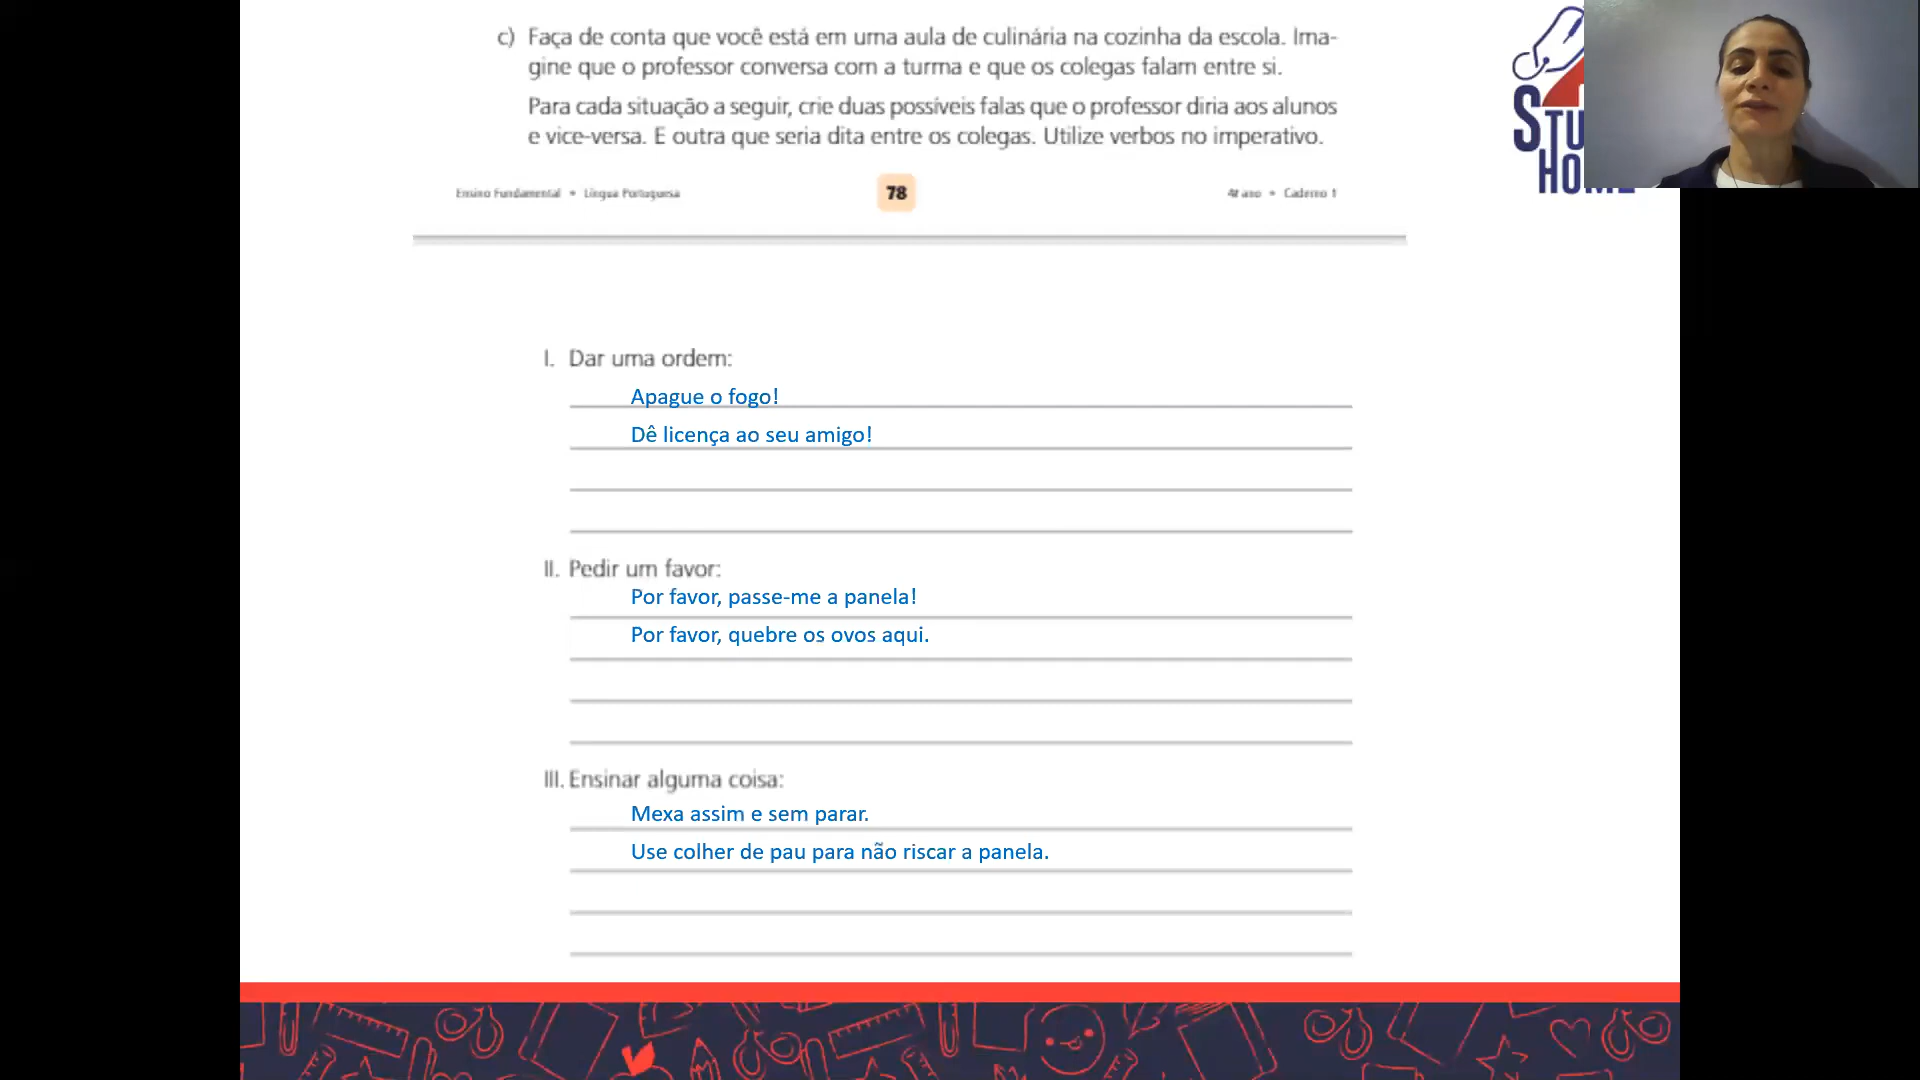 c) Faça de conta que você está em uma aula de culinária na cozinha da escola. Ima-
gine que o professor conversa com a turma e que os colegas falam entre si.
Para cada situação a seguir, crie duas possíveis falas que o professor diria aos alunos
e vice-versa. E outra que seria dita entre os colegas. Utilize verbos no imperativo.
Ensino Fundamental • Língua Portuguesa
78
4º ano • Caderno 1
STU
HOME
I. Dar uma ordem:
Apague o fogo!
Dê licença ao seu amigo!
II. Pedir um favor:
Por favor, passe-me a panela!
Por favor, quebre os ovos aqui.
III. Ensinar alguma coisa:
Mexa assim e sem parar.
Use colher de pau para não riscar a panela.